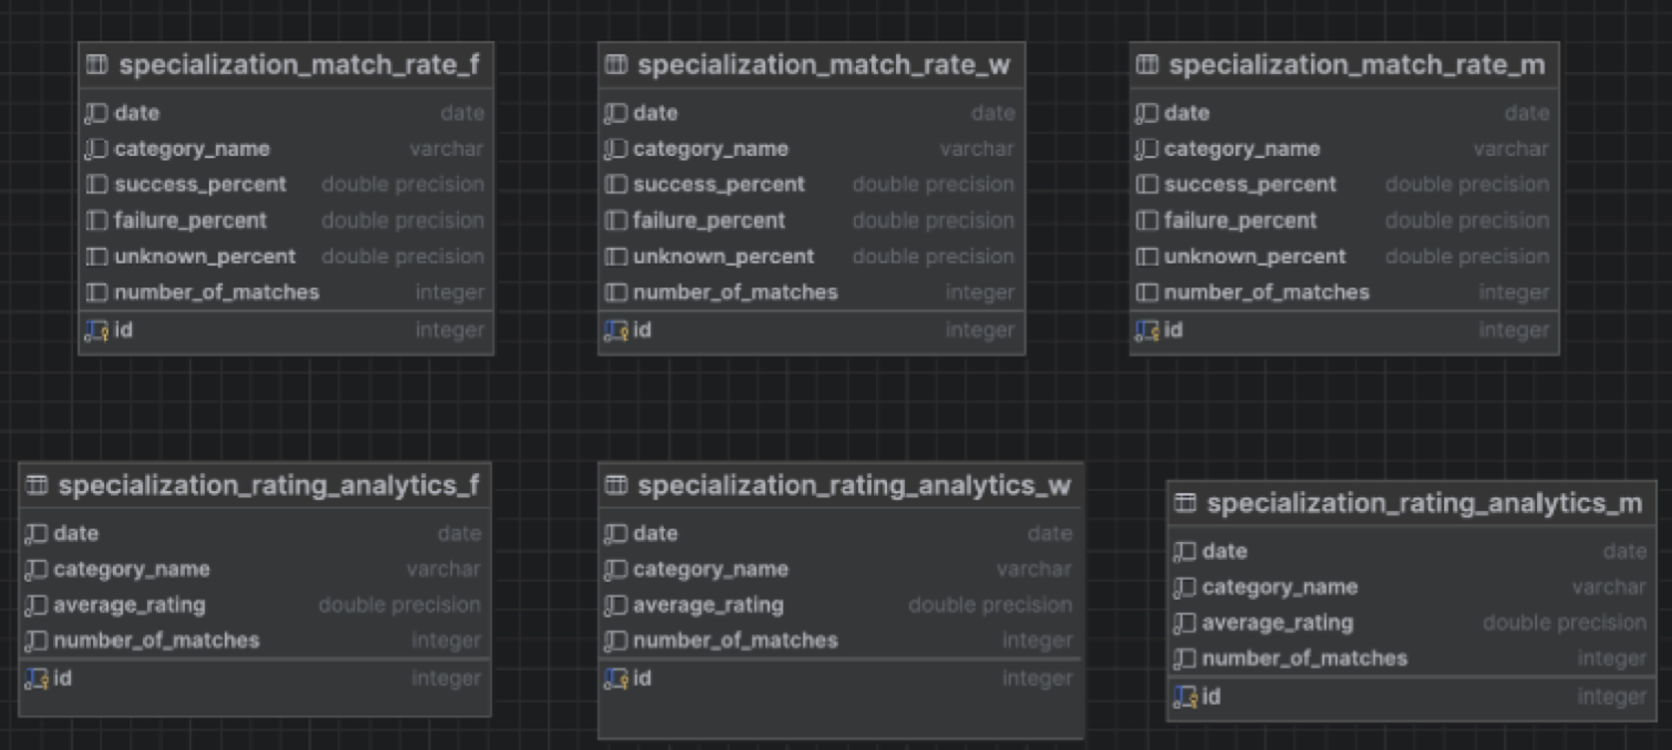 specialization_match_rate_f
date date
category_name varchar
success_percent double precision
failure_percent double precision
unknown_percent double precision
number_of_matches integer
id integer
specialization_match_rate_w
date date
category_name varchar
success_percent double precision
failure_percent double precision
unknown_percent double precision
number_of_matches integer
id integer
specialization_match_rate_m
date date
category_name varchar
success_percent double precision
failure_percent double precision
unknown_percent double precision
number_of_matches integer
id integer
specialization_rating_analytics_f
date date
category_name varchar
average_rating double precision
number_of_matches integer
id integer
specialization_rating_analytics_w
date date
category_name varchar
average_rating double precision
number_of_matches integer
id integer
specialization_rating_analytics_m
date date
category_name varchar
average_rating double precision
number_of_matches integer
id integer